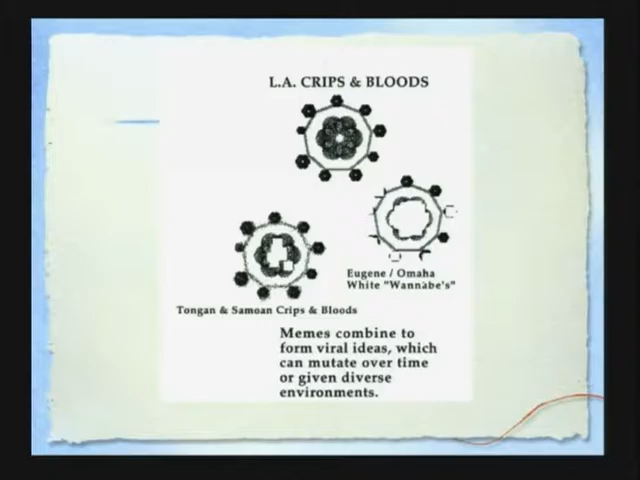 L.A. CRIPS & BLOODS
Eugene / Omaha
White "Wannabe's"
Tongan & Samoan Crips & Bloods
Memes combine to
form viral ideas, which
can mutate over time
or given diverse
environments.